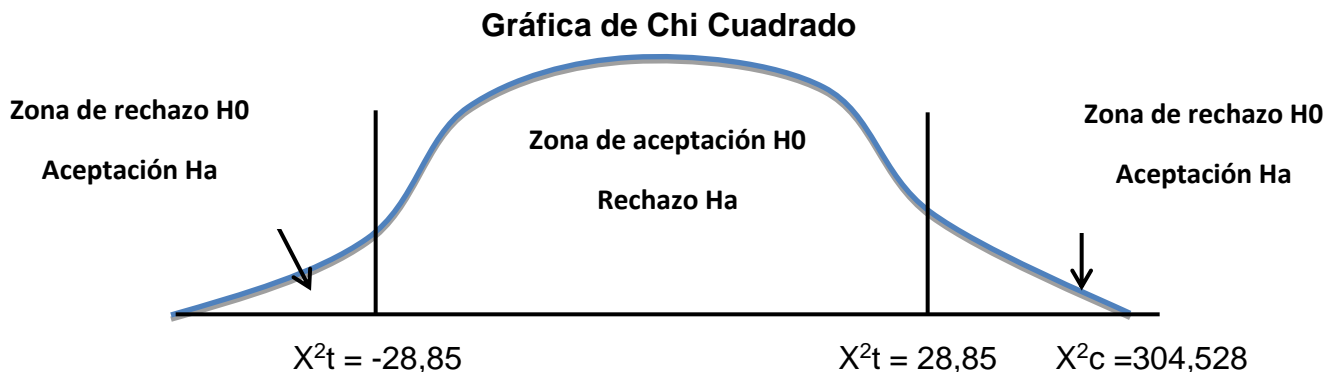 Gráfica de Chi Cuadrado
Zona de rechazo H0
Aceptación Ha
Zona de aceptación H0
Rechazo Ha
Zona de rechazo H0
Aceptación Ha
X²t = -28,85
X²t = 28,85
X²c =304,528